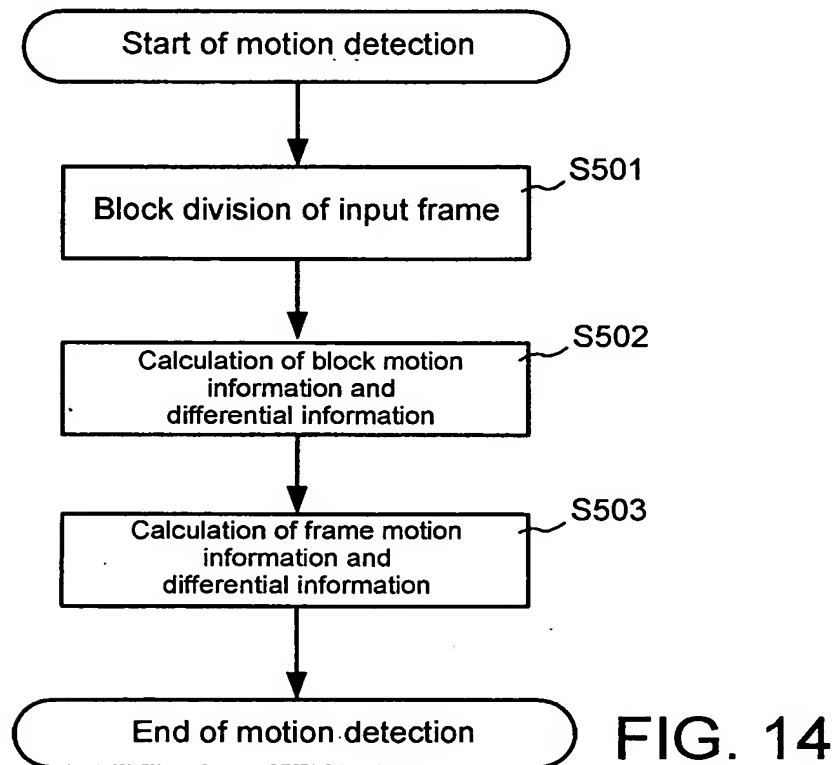 Start of motion detection
S501
Block division of input frame
S502
Calculation of block motion
information and
differential information
S503
Calculation of frame motion
information and
differential information
End of motion detection
FIG. 14